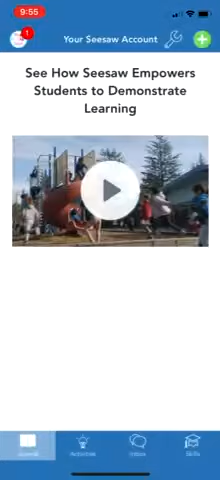 9:55
1
Your Seesaw Account
See How Seesaw Empowers
Students to Demonstrate
Learning
Journal
Activities
Inbox
Skills